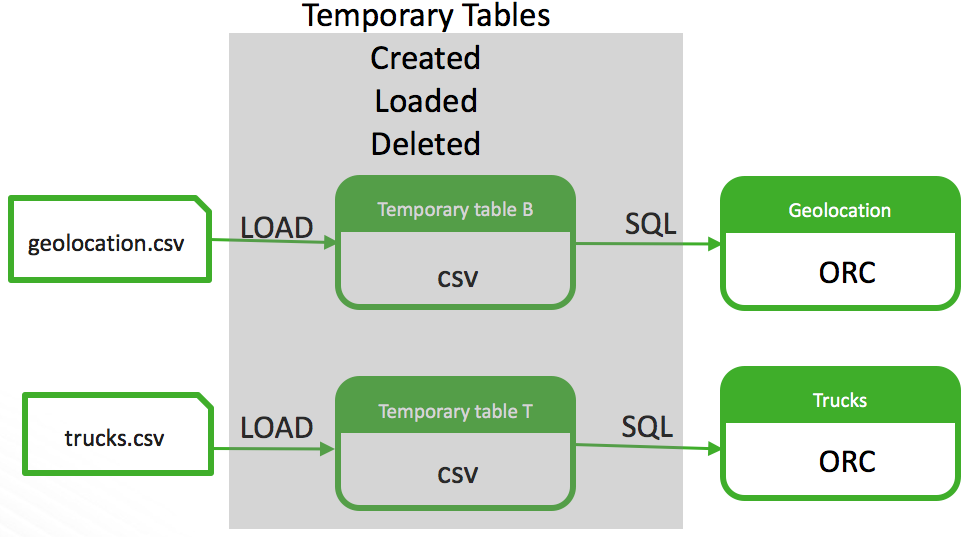 Temporary Tables
Created
Loaded
Deleted
geolocation.csv
LOAD
Temporary table B
CSV
SQL
Geolocation
ORC
trucks.csv
LOAD
Temporary table T
CSV
SQL
Trucks
ORC